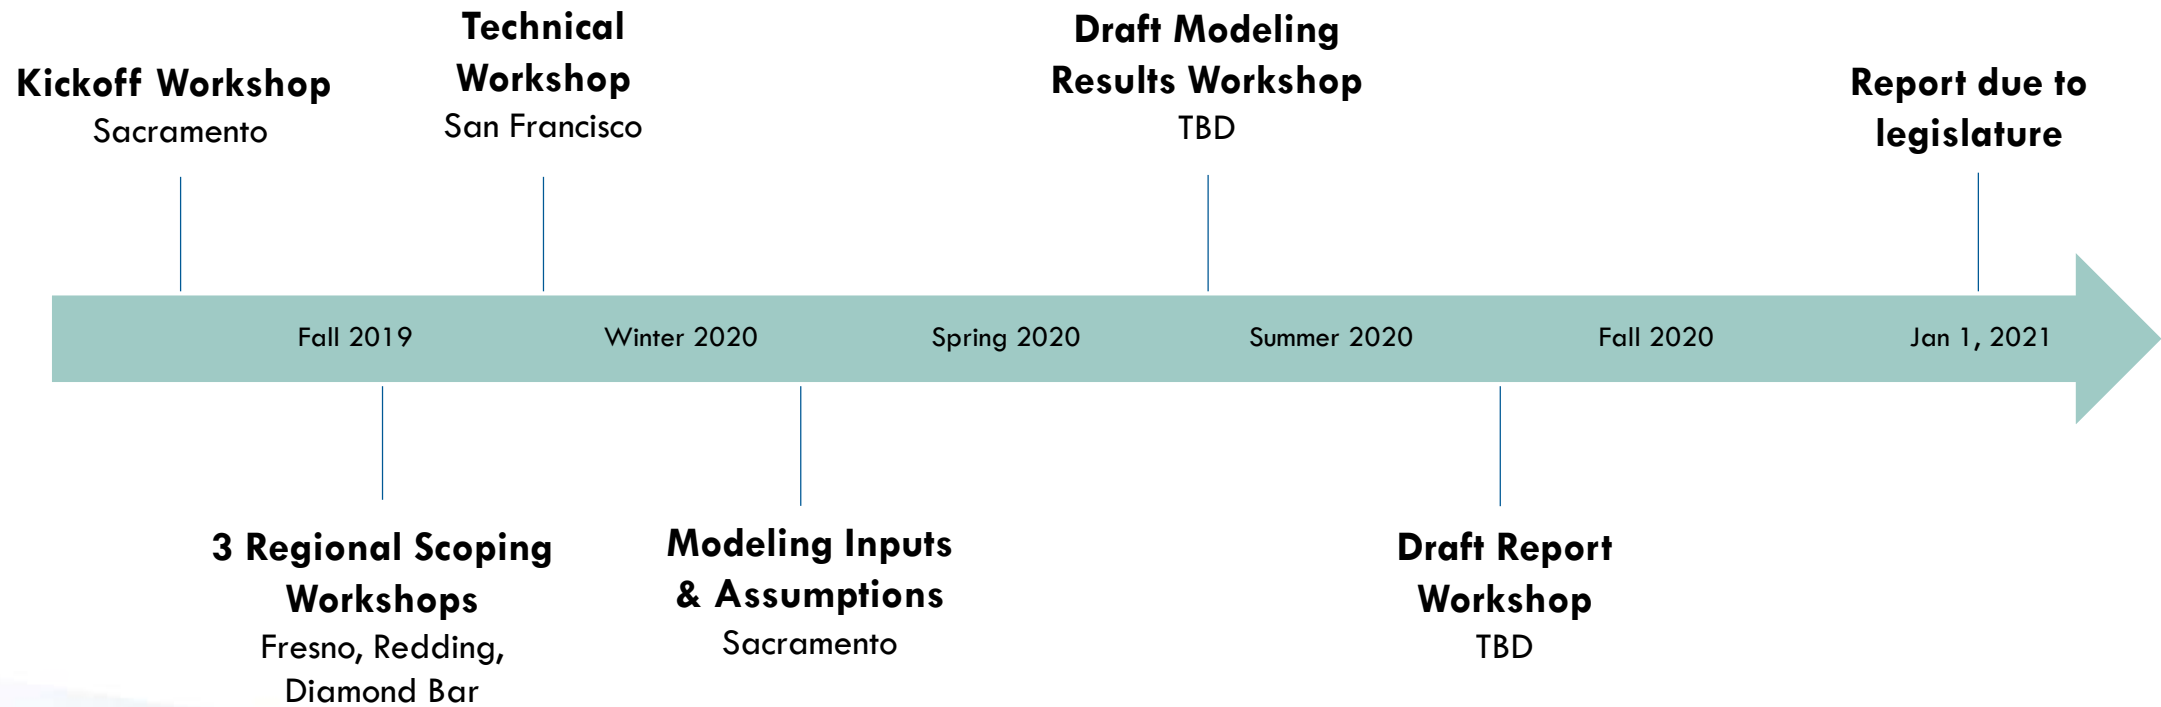 Kickoff Workshop
Sacramento
Technical
Workshop
San Francisco
Draft Modeling
Results Workshop
TBD
Report due to
legislature
Fall 2019
Winter 2020
Spring 2020
Summer 2020
Fall 2020
Jan 1, 2021
3 Regional Scoping
Workshops
Fresno, Redding,
Diamond Bar
Modeling Inputs
& Assumptions
Sacramento
Draft Report
Workshop
TBD